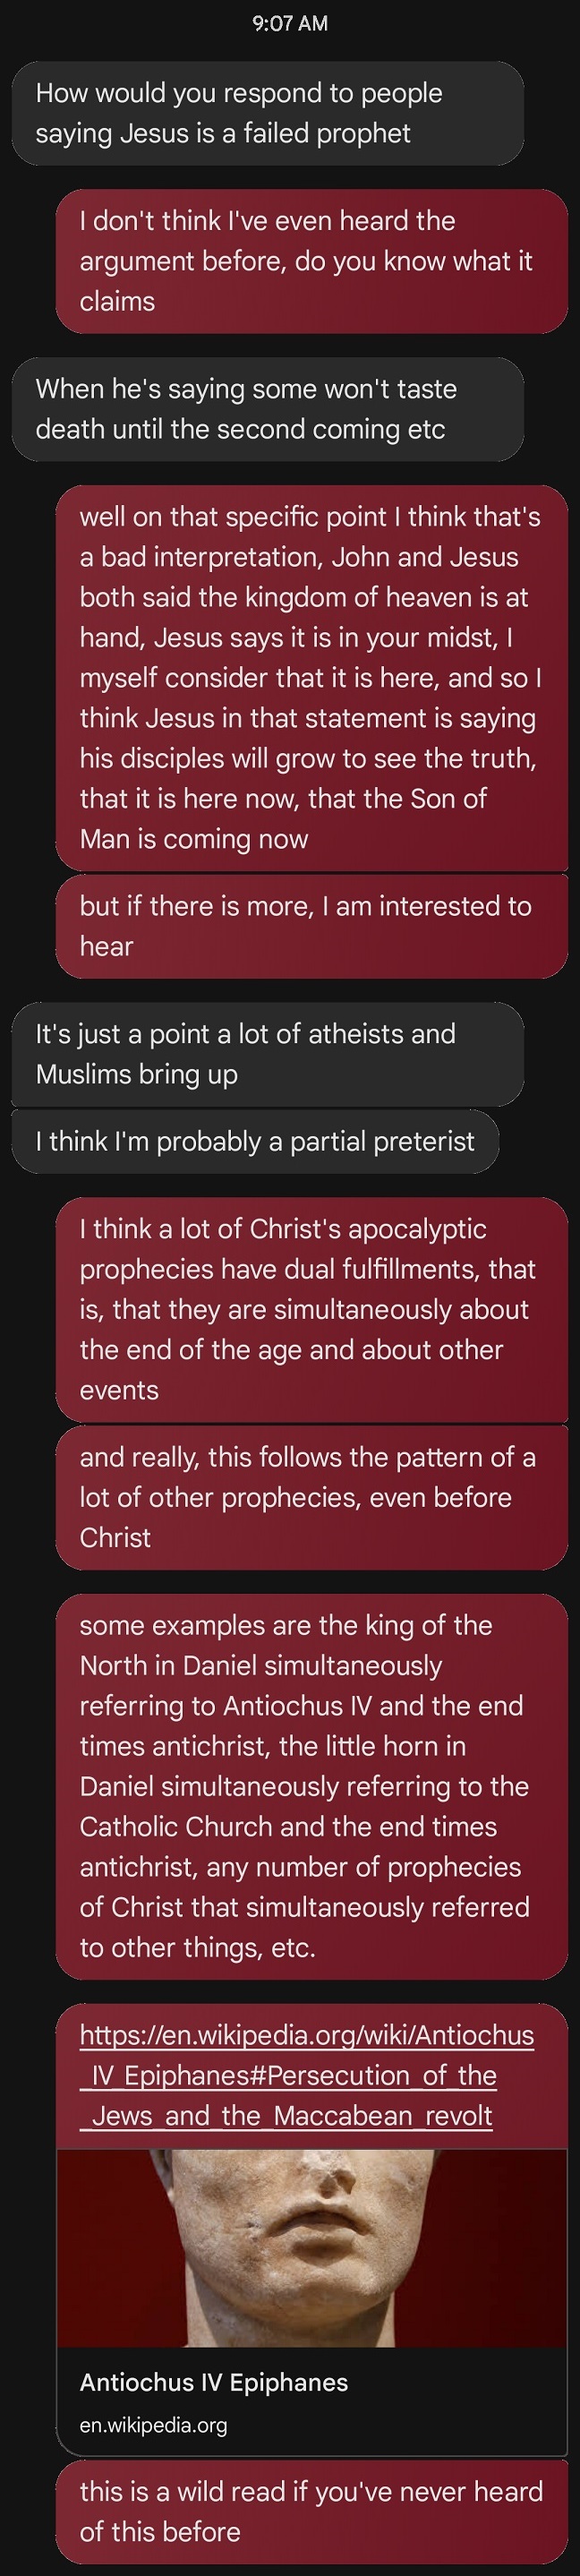 9:07 AM
How would you respond to people
saying Jesus is a failed prophet
I don't think I've even heard the
argument before, do you know what it
claims
When he's saying some won't taste
death until the second coming etc
well on that specific point I think that's
a bad interpretation, John and Jesus
both said the kingdom of heaven is at
hand, Jesus says it is in your midst, I
myself consider that it is here, and so I
think Jesus in that statement is saying
his disciples will grow to see the truth,
that it is here now, that the Son of
Man is coming now
but if there is more, I am interested to
hear
It's just a point a lot of atheists and
Muslims bring up
I think I'm probably a partial preterist
I think a lot of Christ's apocalyptic
prophecies have dual fulfillments, that
is, that they are simultaneously about
the end of the age and about other
events
and really, this follows the pattern of a
lot of other prophecies, even before
Christ
some examples are the king of the
North in Daniel simultaneously
referring to Antiochus IV and the end
times antichrist, the little horn in
Daniel simultaneously referring to the
Catholic Church and the end times
antichrist, any number of prophecies
of Christ that simultaneously referred
to other things, etc.
https://en.wikipedia.org/wiki/Antiochus
_IV_Epiphanes#Persecution_of_the
_Jews_and_the_Maccabean_revolt
Antiochus IV Epiphanes
en.wikipedia.org
this is a wild read if you've never heard
of this before